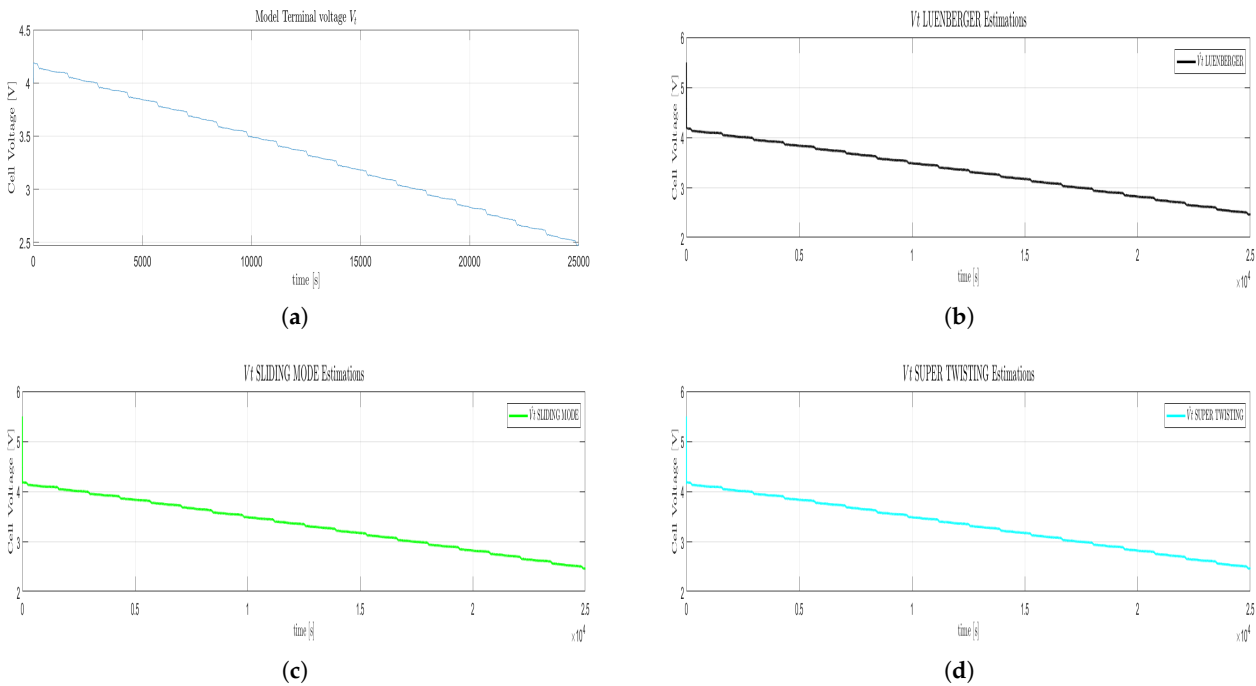 Model Terminal voltage Vt
4.5
4
3.5
3
2.5
Cell Voltage [V]
0 5000 10000 15000 20000 25000
time [s]
(a)
Vt LUENBERGER Estimations
V̂t LUENBERGER
6
5
4
3
2
Cell Voltage [V]
0 0.5 1 1.5 2 2.5
×10⁴
time [s]
(b)
Vt SLIDING MODE Estimations
V̂t SLIDING MODE
6
5
4
3
2
Cell Voltage [V]
0 0.5 1 1.5 2 2.5
×10⁴
time [s]
(c)
Vt SUPER TWISTING Estimations
V̂t SUPER TWISTING
6
5
4
3
2
Cell Voltage [V]
0 0.5 1 1.5 2 2.5
×10⁴
time [s]
(d)